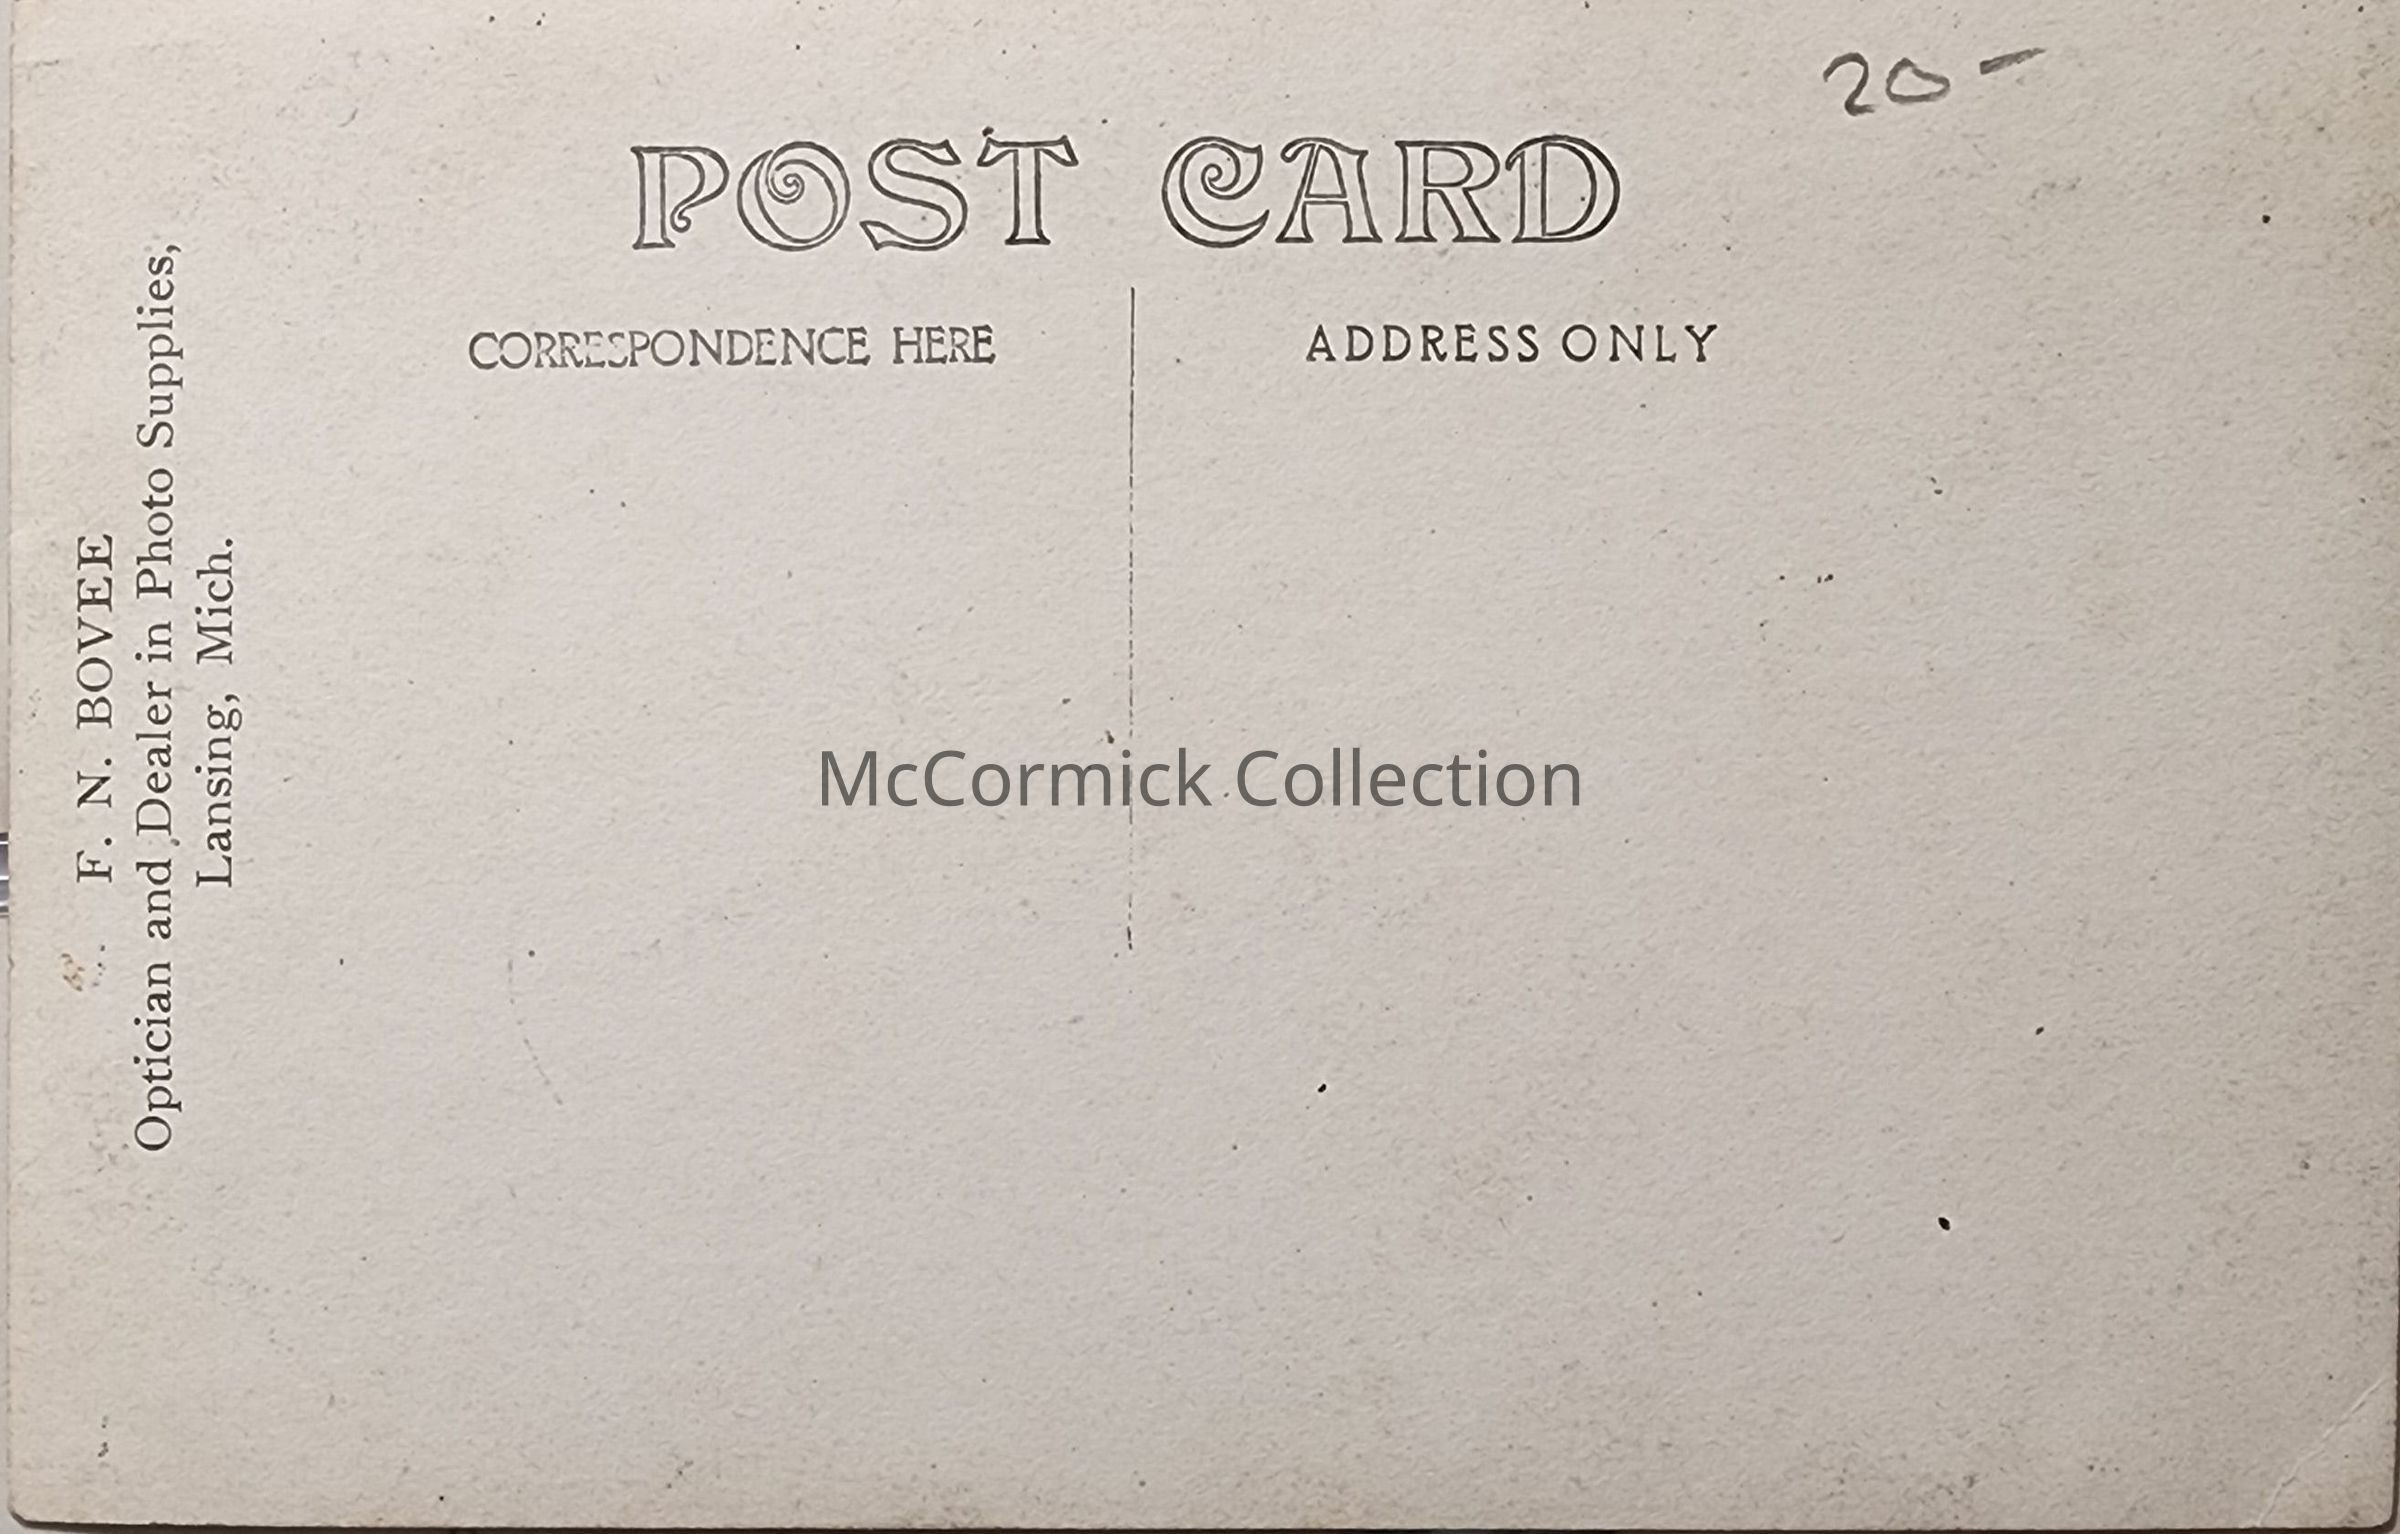 20-
POST CARD
CORRESPONDENCE HERE
ADDRESS ONLY
F. N. BOVEE
Optician and Dealer in Photo Supplies,
Lansing, Mich.
McCormick Collection